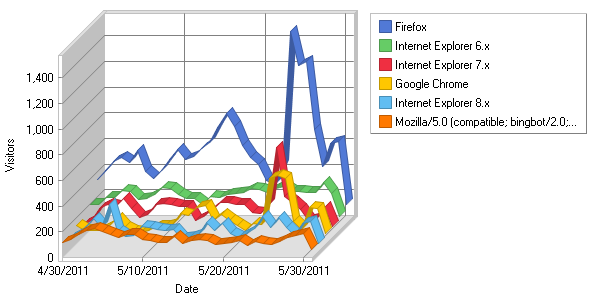 Firefox
Internet Explorer 6.x
Internet Explorer 7.x
Google Chrome
Internet Explorer 8.x
Mozilla/5.0 (compatible; bingbot/2.0;...
Visitors
1,400
1,200
1,000
800
600
400
200
0
4/30/2011 5/10/2011 5/20/2011 5/30/2011
Date